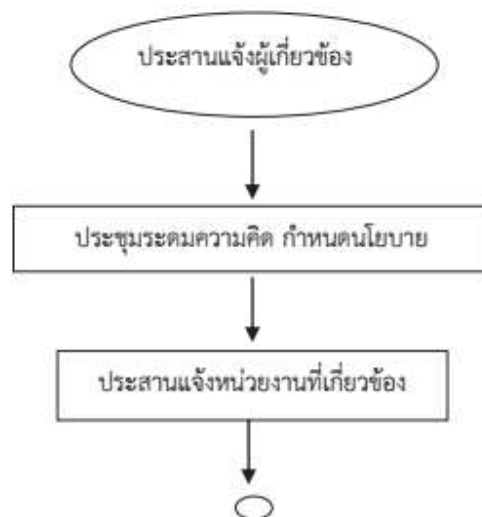 ประสานแจ้งผู้เกี่ยวข้อง
ประชุมระดมความคิด กำหนดนโยบาย
ประสานแจ้งหน่วยงานที่เกี่ยวข้อง